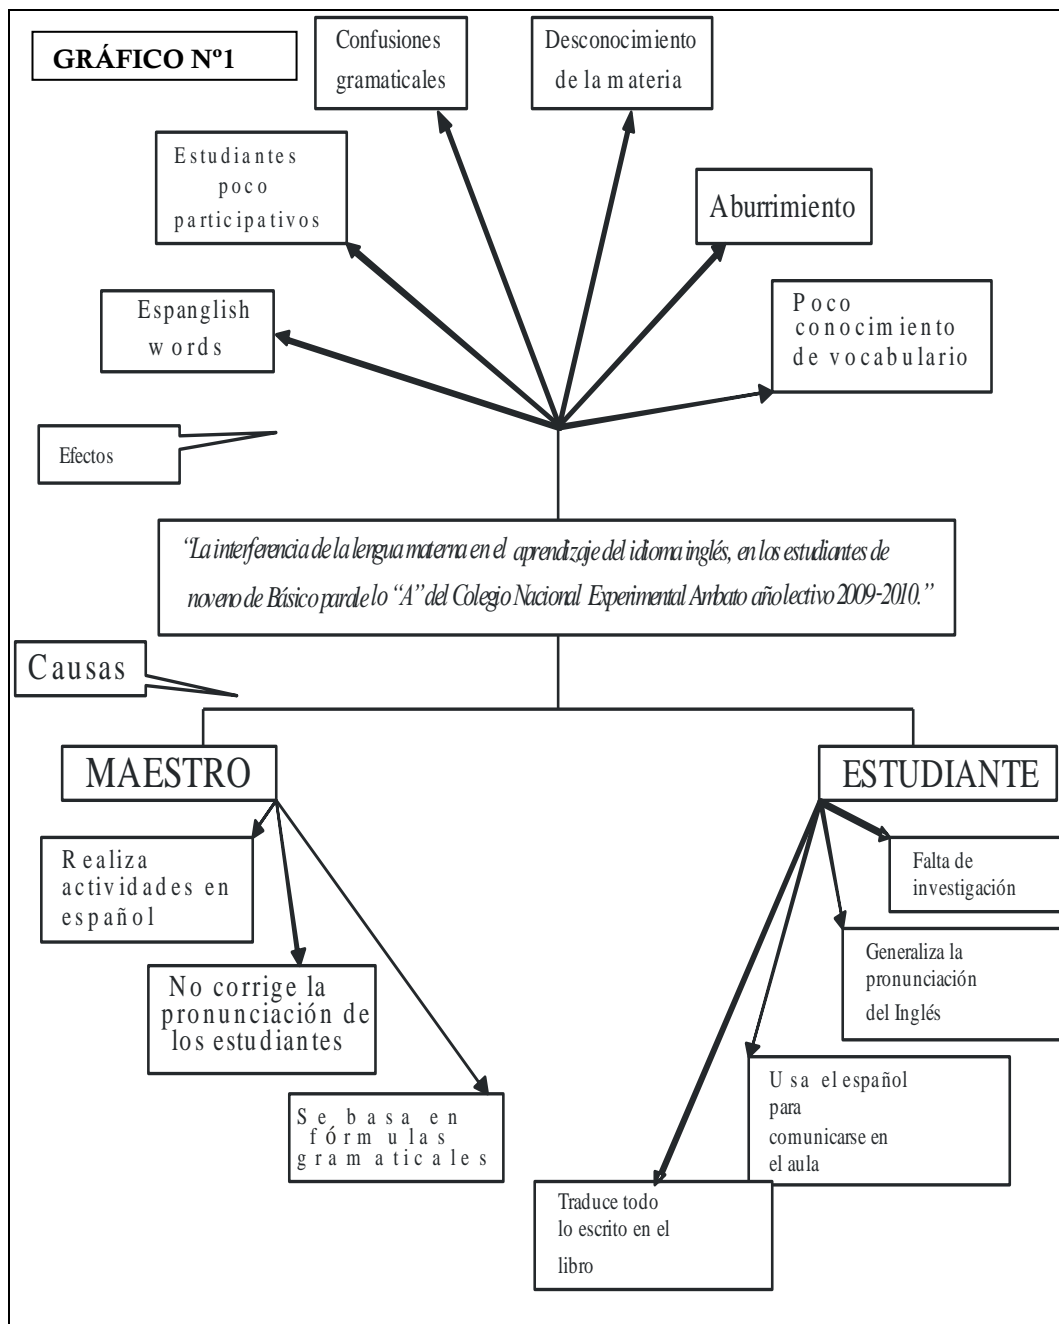 GRÁFICO Nº1
Confusiones
gramaticales
Desconocimiento
de la materia
Estudiantes
poco
participativos
Aburrimiento
Espanglish
words
Poco
conocimiento
de vocabulario
Efectos
“La interferencia de la lengua materna en el aprendizaje del idioma inglés, en los estudiantes de
noveno de Básico paralelo “A” del Colegio Nacional Experimental Ambato año lectivo 2009-2010.”
Causas
MAESTRO
ESTUDIANTE
Realiza
actividades en
español
No corrige la
pronunciación de
los estudiantes
Se basa en
fórmulas
gramaticales
Falta de
investigación
Generaliza la
pronunciación
del Inglés
Usa el español
para
comunicarse en
el aula
Traduce todo
lo escrito en el
libro